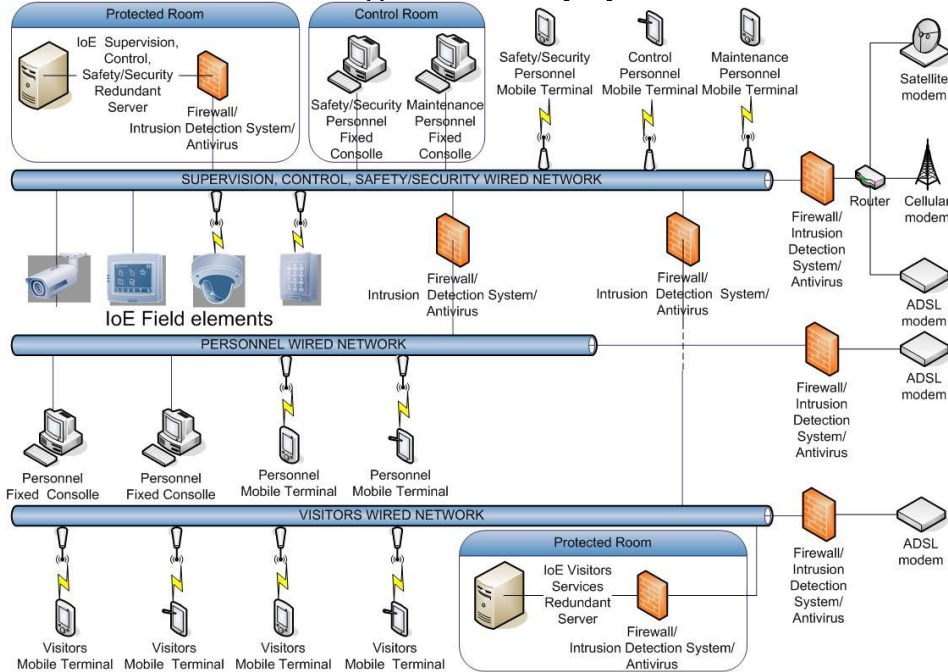 Protected Room
IoE Supervision,
Control,
Safety/Security
Redundant
Server
Firewall/
Intrusion Detection System/
Antivirus
Control Room
Safety/Security
Personnel
Fixed
Consolle
Maintenance
Personnel
Fixed
Consolle
Safety/Security
Personnel
Mobile Terminal
Control
Personnel
Mobile Terminal
Maintenance
Personnel
Mobile Terminal
Satellite
modem
SUPERVISION, CONTROL, SAFETY/SECURITY WIRED NETWORK
Firewall/
Intrusion
Detection
System/
Antivirus
Router
Cellular
modem
ADSL
modem
IoE Field elements
Firewall/
Intrusion Detection System/
Antivirus
Firewall/
Intrusion Detection System/
Antivirus
PERSONNEL WIRED NETWORK
Firewall/
Intrusion
Detection
System/
Antivirus
ADSL
modem
Personnel
Fixed Consolle
Personnel
Fixed Consolle
Personnel
Mobile Terminal
Personnel
Mobile Terminal
VISITORS WIRED NETWORK
Firewall/
Intrusion
Detection
System/
Antivirus
ADSL
modem
Visitors
Mobile Terminal
Visitors
Mobile Terminal
Visitors
Mobile Terminal
Visitors
Mobile Terminal
Protected Room
IoE Visitors
Services
Redundant
Server
Firewall/
Intrusion Detection System/
Antivirus